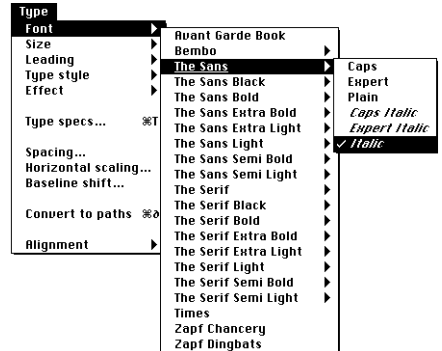 Type
Font
Size
Leading
Type style
Effect
Type specs... ⌘T
Spacing...
Horizontal scaling...
Baseline shift...
Convert to paths ⌘∂
Alignment
Avant Garde Book
Bembo
The Sans
The Sans Black
The Sans Bold
The Sans Extra Bold
The Sans Extra Light
The Sans Light
The Sans Semi Bold
The Sans Semi Light
The Serif
The Serif Black
The Serif Bold
The Serif Extra Bold
The Serif Extra Light
The Serif Light
The Serif Semi Bold
The Serif Semi Light
Times
Zapf Chancery
Zapf Dingbats
Caps
Expert
Plain
Caps Italic
Expert Italic
✓ Italic